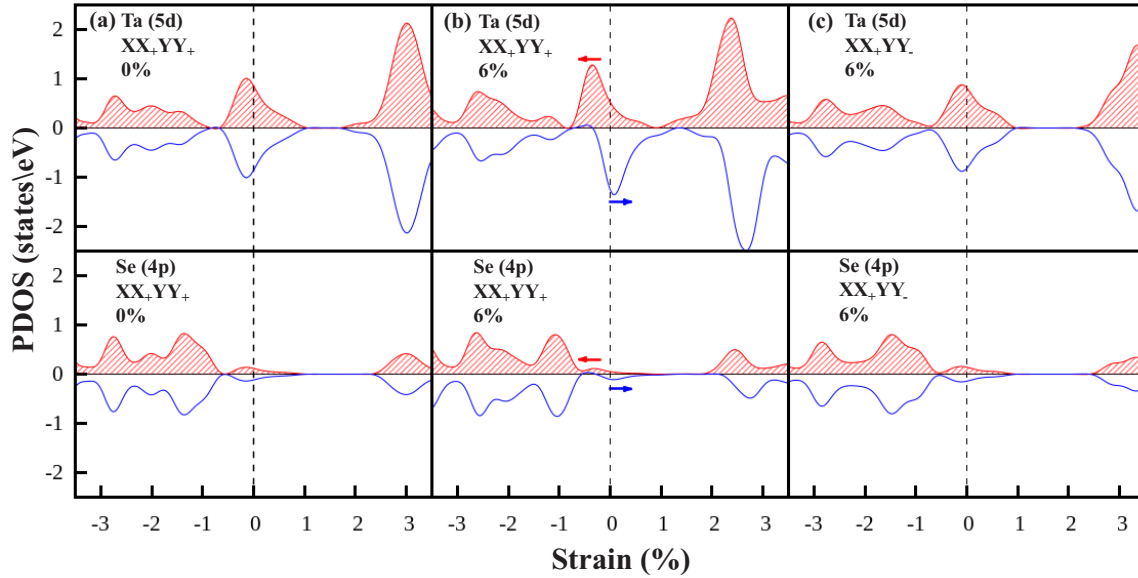 (a) Ta (5d)
XX₊YY₊
0%
(b) Ta (5d)
XX₊YY₊
6%
(c) Ta (5d)
XX₊YY₋
6%
2
1
0
-1
-2
Se (4p)
XX₊YY₊
0%
Se (4p)
XX₊YY₊
6%
Se (4p)
XX₊YY₋
6%
2
1
0
-1
-2
PDOS (states\eV)
-3 -2 -1 0 1 2 3 -3 -2 -1 0 1 2 3 -3 -2 -1 0 1 2 3
Strain (%)